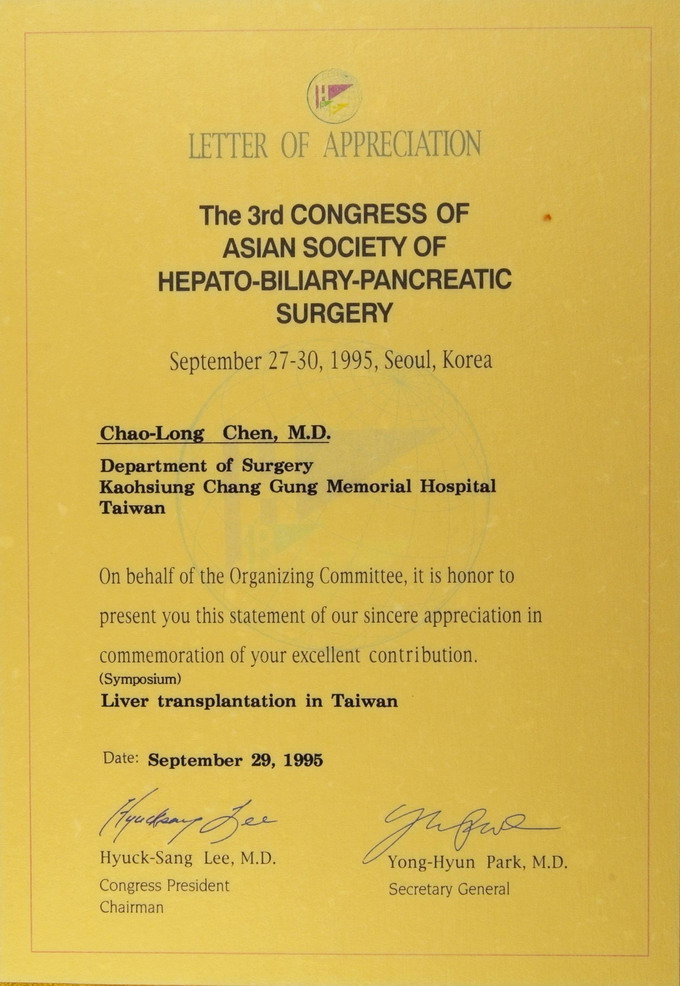 LETTER OF APPRECIATION
The 3rd CONGRESS OF
ASIAN SOCIETY OF
HEPATO-BILIARY-PANCREATIC
SURGERY
September 27-30, 1995, Seoul, Korea
Chao-Long Chen, M.D.
Department of Surgery
Kaohsiung Chang Gung Memorial Hospital
Taiwan
On behalf of the Organizing Committee, it is honor to
present you this statement of our sincere appreciation in
commemoration of your excellent contribution.
(Symposium)
Liver transplantation in Taiwan
Date: September 29, 1995
Hyucksang Lee
Hyuck-Sang Lee, M.D.
Congress President
Chairman
Yong-Hyun Park, M.D.
Secretary General